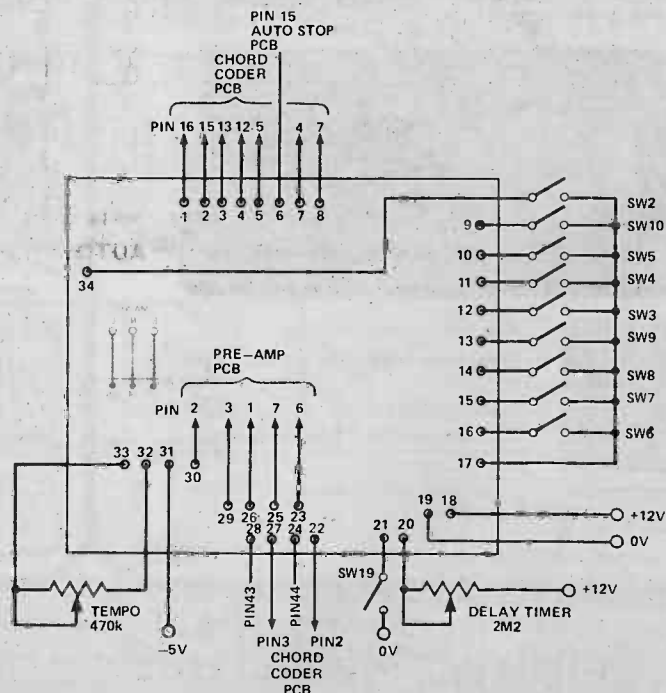 PIN 15
AUTO STOP
PCB
CHORD
CODER
PCB
PIN 16 15 13 12 5 4 7
1 2 3 4 5 6 7 8
SW2
9 SW10
10 SW5
11 SW4
12 SW3
13 SW9
14 SW8
15 SW7
16 SW6
17
34
PRE-AMP
PCB
PIN 2 3 1 7 6
33 32 31 30
29 26 25 23
28 27 24 22
21 20 19 18
+12V
0V
SW19
TEMPO
470k
-5V
PIN43
PIN3
PIN44
PIN2
CHORD
CODER
PCB
0V
+12V
DELAY TIMER
2M2